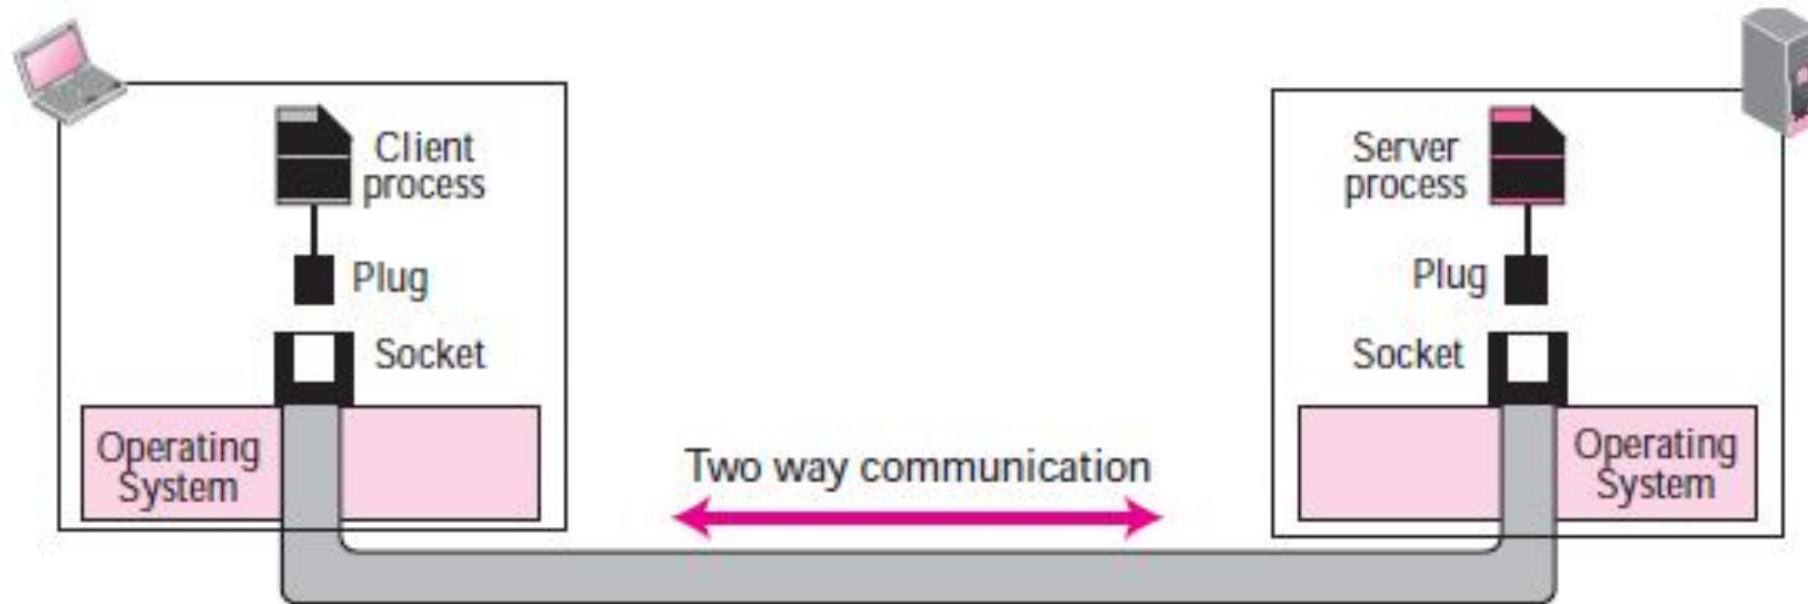 Client
process
Plug
Socket
Operating
System
Two way communication
Server
process
Plug
Socket
Operating
System